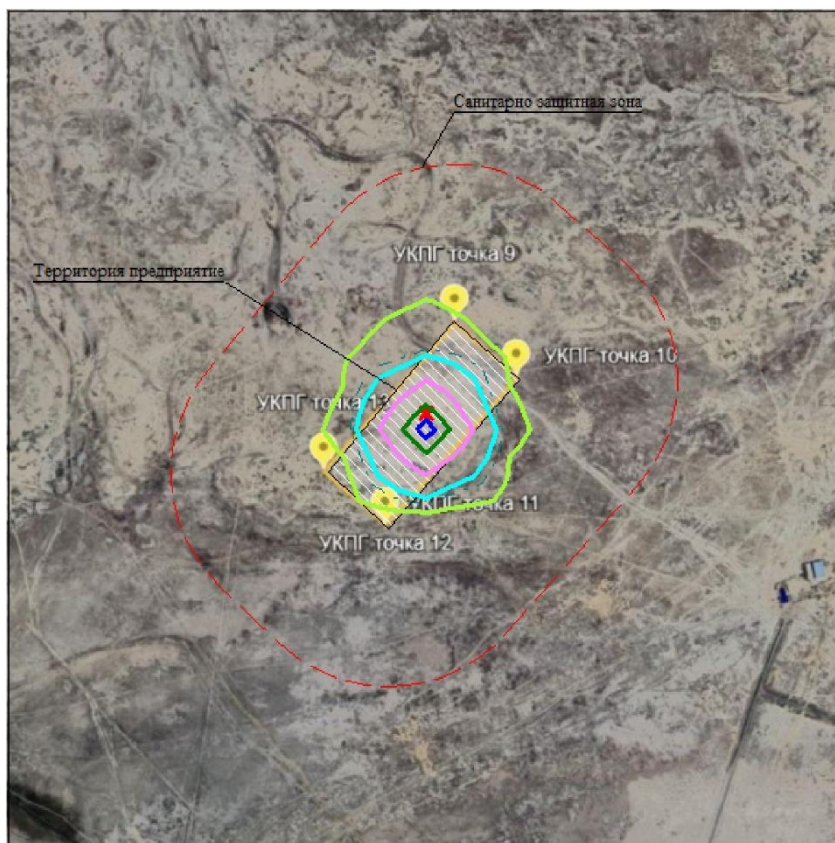 Санитарно защитная зона
УКПГ точка 9
Территория предприятие
УКПГ точка 10
УКПГ точка 13
УКПГ точка 11
УКПГ точка 12